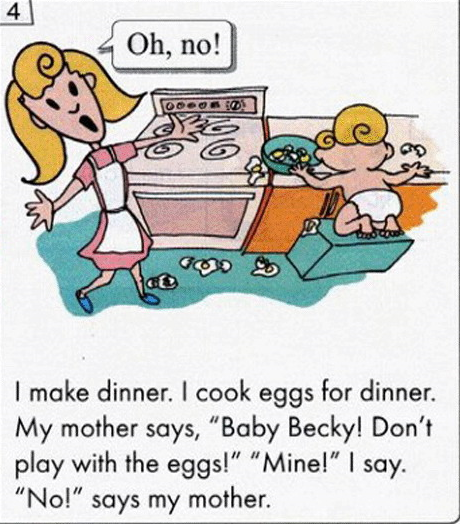 4
Oh, no!
I make dinner. I cook eggs for dinner.
My mother says, “Baby Becky! Don’t
play with the eggs!” “Mine!” I say.
“No!” says my mother.